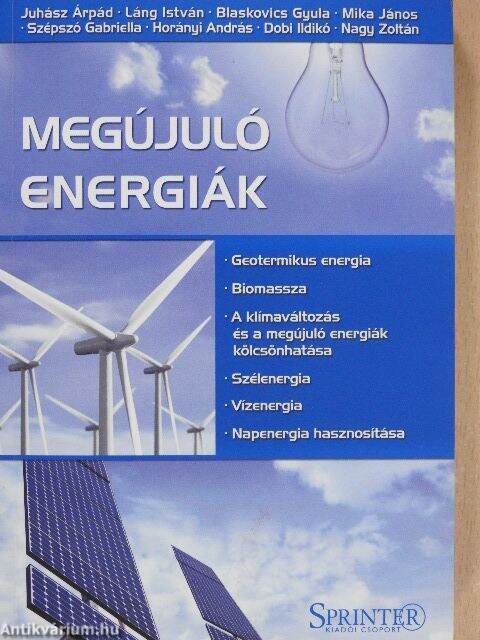 Juhász Árpád · Láng István · Blaskovics Gyula · Mika János
· Szépszó Gabriella · Horányi András · Dobi Ildikó · Nagy Zoltán
MEGÚJULÓ
ENERGIÁK
· Geotermikus energia
· Biomassza
· A klímaváltozás
és a megújuló energiák
kölcsönhatása
· Szélenergia
· Vízenergia
· Napenergia hasznosítása
SPRINTER
KIADÓI CSOPORT
Antikvárium.hu